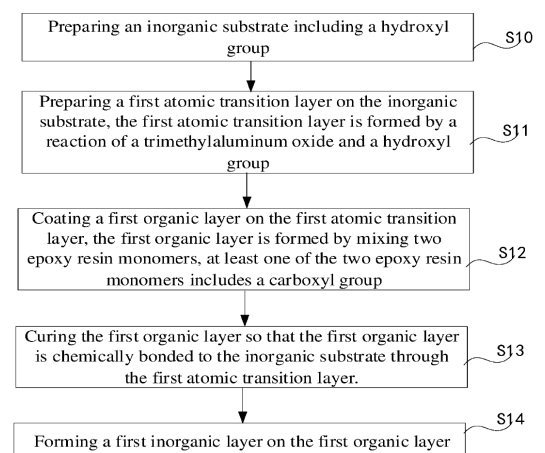 Preparing an inorganic substrate including a hydroxyl
group
S10
Preparing a first atomic transition layer on the inorganic
substrate, the first atomic transition layer is formed by a
reaction of a trimethylaluminum oxide and a hydroxyl
group
S11
Coating a first organic layer on the first atomic transition
layer, the first organic layer is formed by mixing two
epoxy resin monomers, at least one of the two epoxy resin
monomers includes a carboxyl group
S12
Curing the first organic layer so that the first organic layer
is chemically bonded to the inorganic substrate through
the first atomic transition layer.
S13
Forming a first inorganic layer on the first organic layer
S14